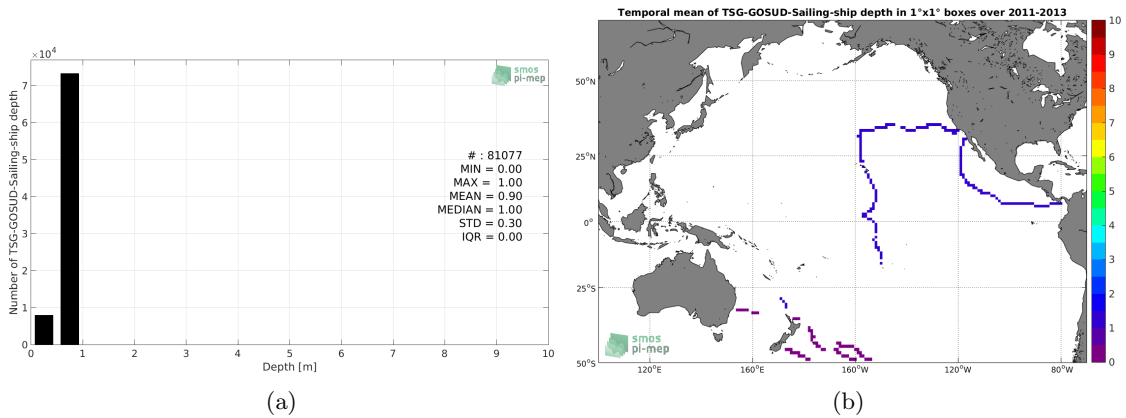 ×10⁴
7
6
5
4
3
2
1
0
Number of TSG-GOSUD-Sailing-ship depth
smos
pi-mep
# : 81077
MIN = 0.00
MAX = 1.00
MEAN = 0.90
MEDIAN = 1.00
STD = 0.30
IQR = 0.00
0 1 2 3 4 5 6 7 8 9 10
Depth [m]
(a)
Temporal mean of TSG-GOSUD-Sailing-ship depth in 1°x1° boxes over 2011-2013
50°N
25°N
0°
25°S
50°S
smos
pi-mep
120°E 160°E 160°W 120°W 80°W
10
9
8
7
6
5
4
3
2
1
0
(b)